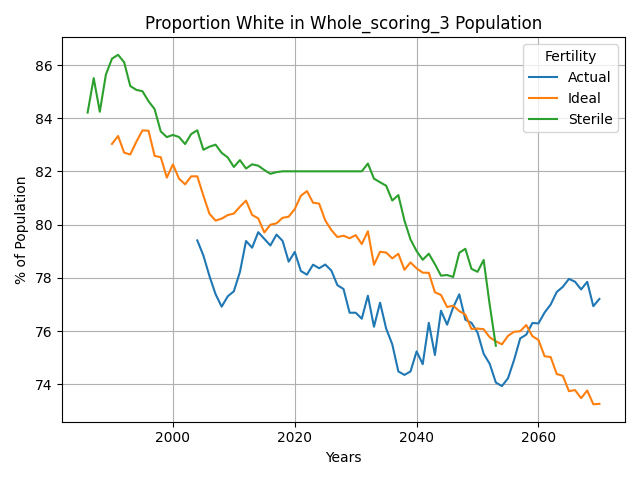 Proportion White in Whole_scoring_3 Population
% of Population
86
84
82
80
78
76
74
Fertility
Actual
Ideal
Sterile
2000
2020
2040
2060
Years